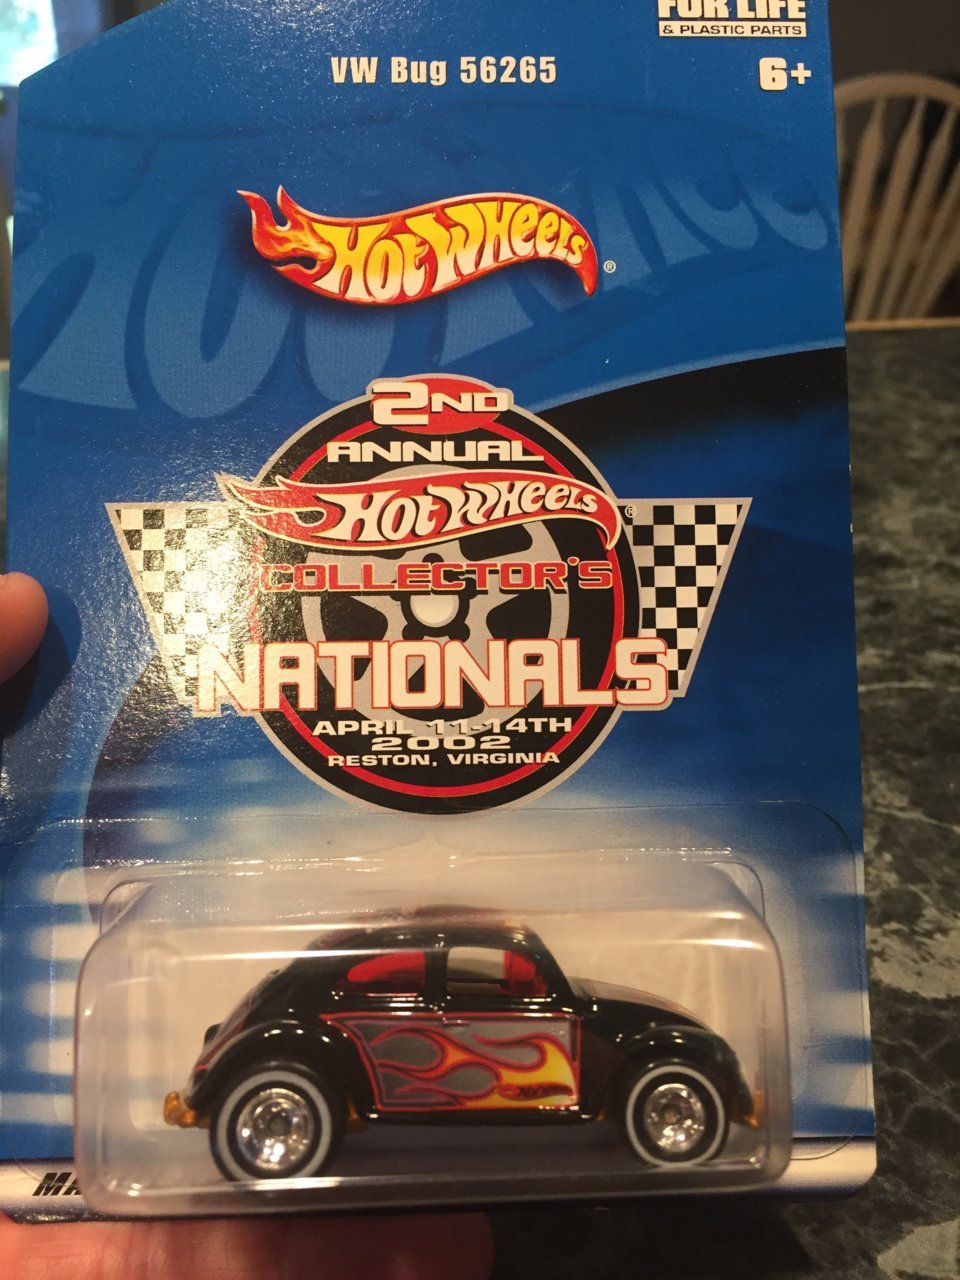 FOR LIFE
& PLASTIC PARTS
VW Bug 56265
6+
HOT WHEELS ®
2ND
ANNUAL
HOT WHEELS ®
COLLECTOR'S
NATIONALS
APRIL 11-14TH
2002
RESTON, VIRGINIA